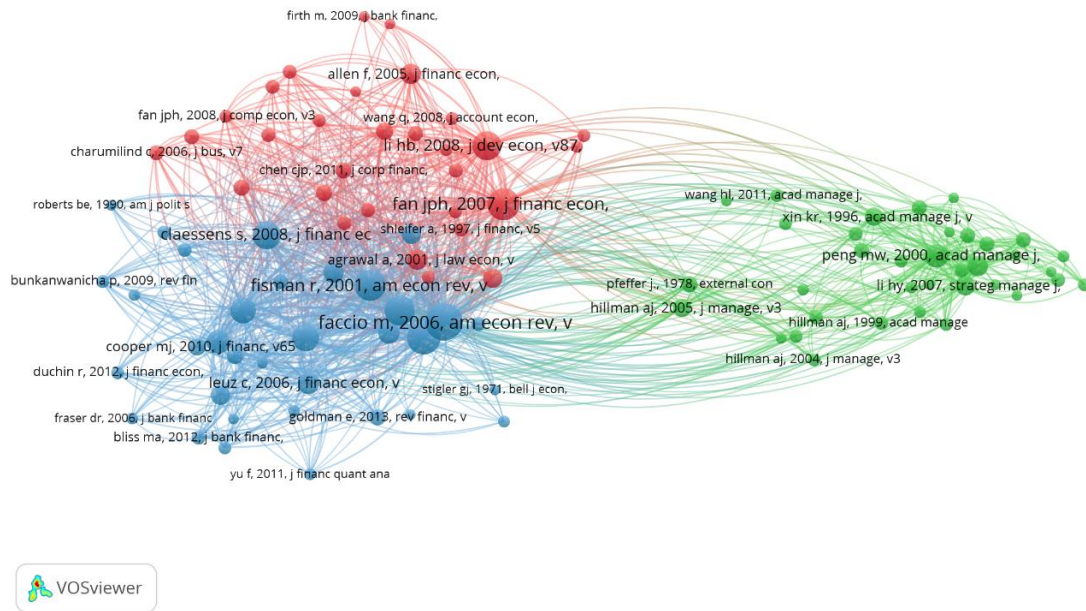 firth m, 2009, j bank financ,
allen f, 2005, j financ econ,
fan jph, 2008, j comp econ, v3
wang q, 2008, j account econ,
li hb, 2008, j dev econ, v87,
charumilind c, 2006, j bus, v7
chen cjp, 2011, j corp financ,
wang hl, 2011, acad manage j,
roberts be, 1990, am j polit s
fan jph, 2007, j financ econ,
xin kr, 1996, acad manage j, v
claessens s, 2008, j financ ec
shleifer a, 1997, j financ, v5
peng mw, 2000, acad manage j,
agrawal a, 2001, j law econ, v
bunkanwanicha p, 2009, rev fin
fisman r, 2001, am econ rev, v
pfeffer j., 1978, external con
li hy, 2007, strateg manage j,
hillman aj, 2005, j manage, v3
faccio m, 2006, am econ rev, v
hillman aj, 1999, acad manage
cooper mj, 2010, j financ, v65
hillman aj, 2004, j manage, v3
duchin r, 2012, j financ econ,
leuz c, 2006, j financ econ, v
stigler gj, 1971, bell j econ,
fraser dr, 2006, j bank financ
goldman e, 2013, rev financ, v
bliss ma, 2012, j bank financ,
yu f, 2011, j financ quant ana
VOSviewer